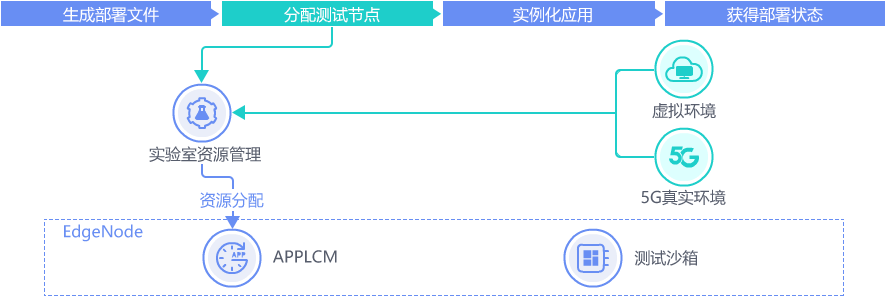 生成部署文件
分配测试节点
实例化应用
获得部署状态
虚拟环境
实验室资源管理
5G
5G真实环境
资源分配
EdgeNode
APP
APPLCM
测试沙箱